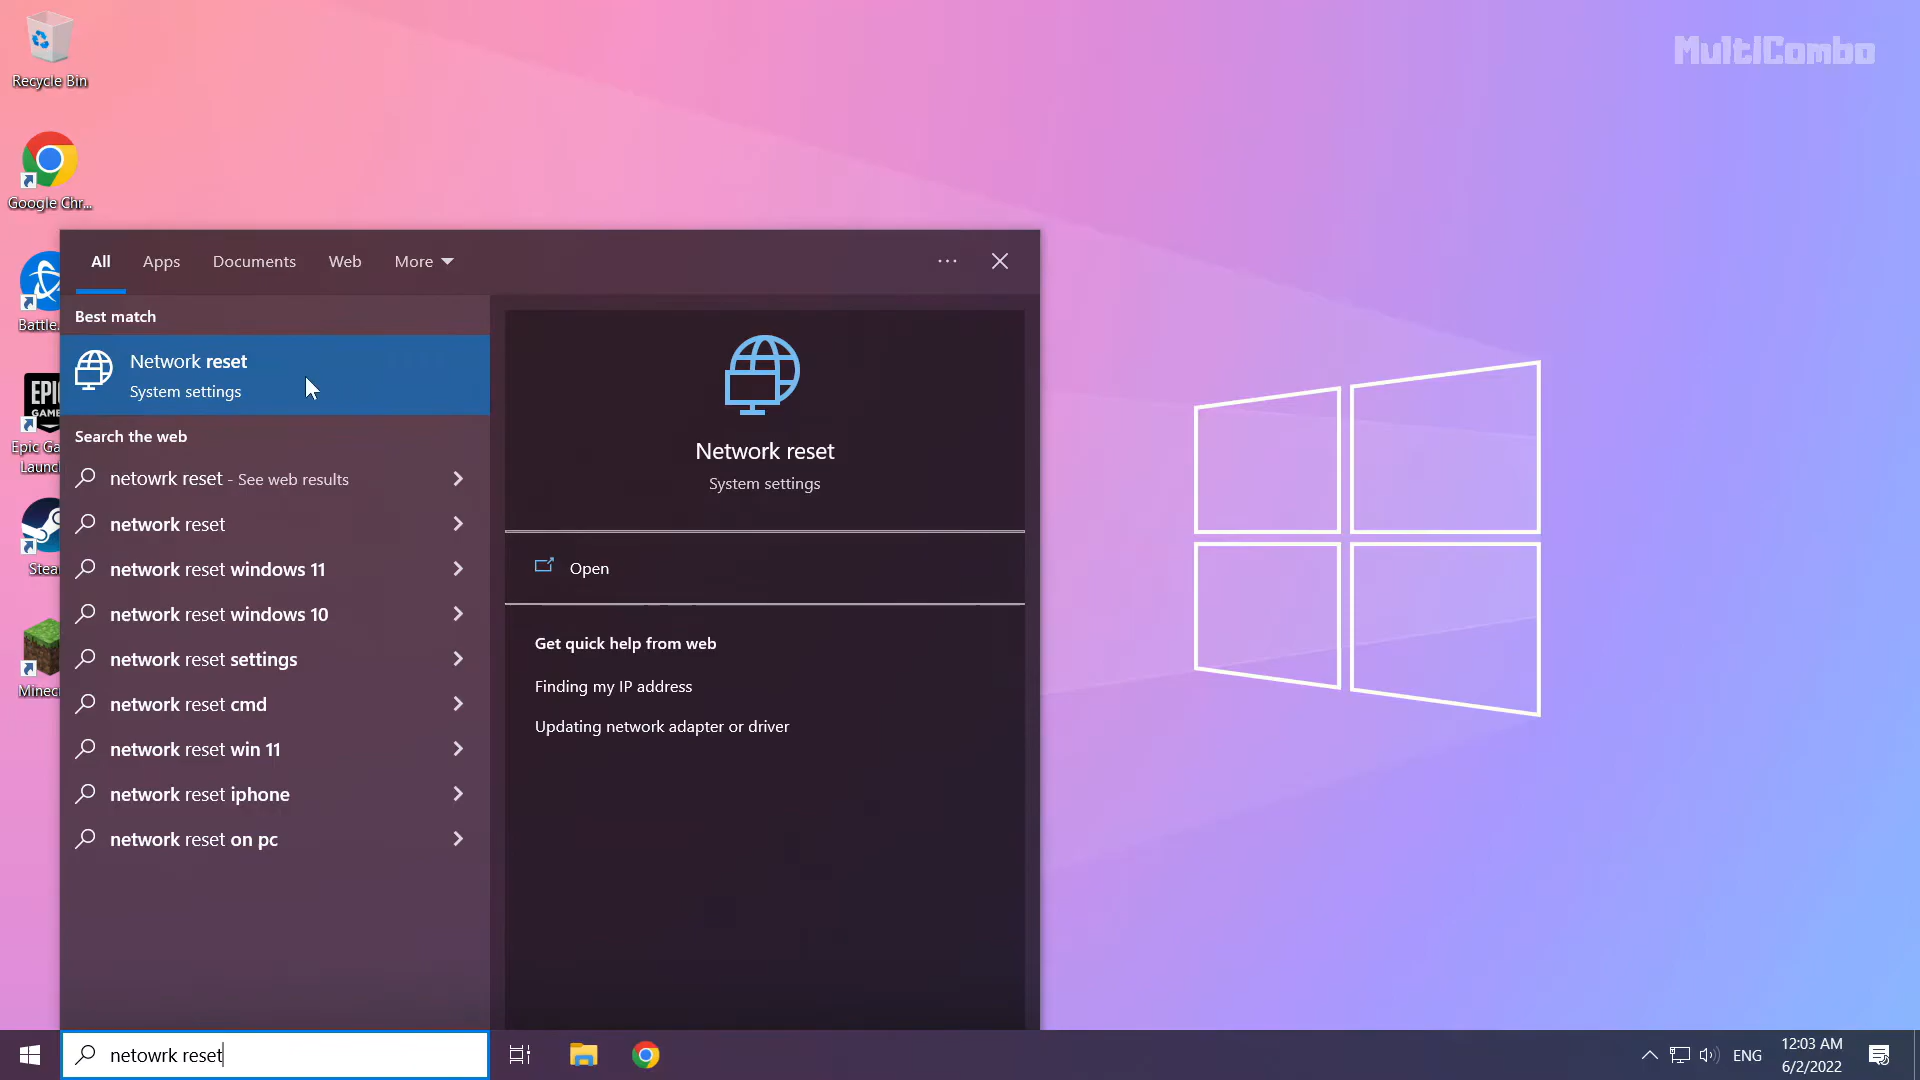 MultiCombo
Recycle Bin
Google Chr...
Battle.
EPIC
GAME
Epic Ga
Launc
Stea
Minec
All
Apps
Documents
Web
More
Best match
Network reset
System settings
Search the web
netowrk reset - See web results
network reset
network reset windows 11
network reset windows 10
network reset settings
network reset cmd
network reset win 11
network reset iphone
network reset on pc
Network reset
System settings
Open
Get quick help from web
Finding my IP address
Updating network adapter or driver
netowrk reset
ENG
12:03 AM
6/2/2022